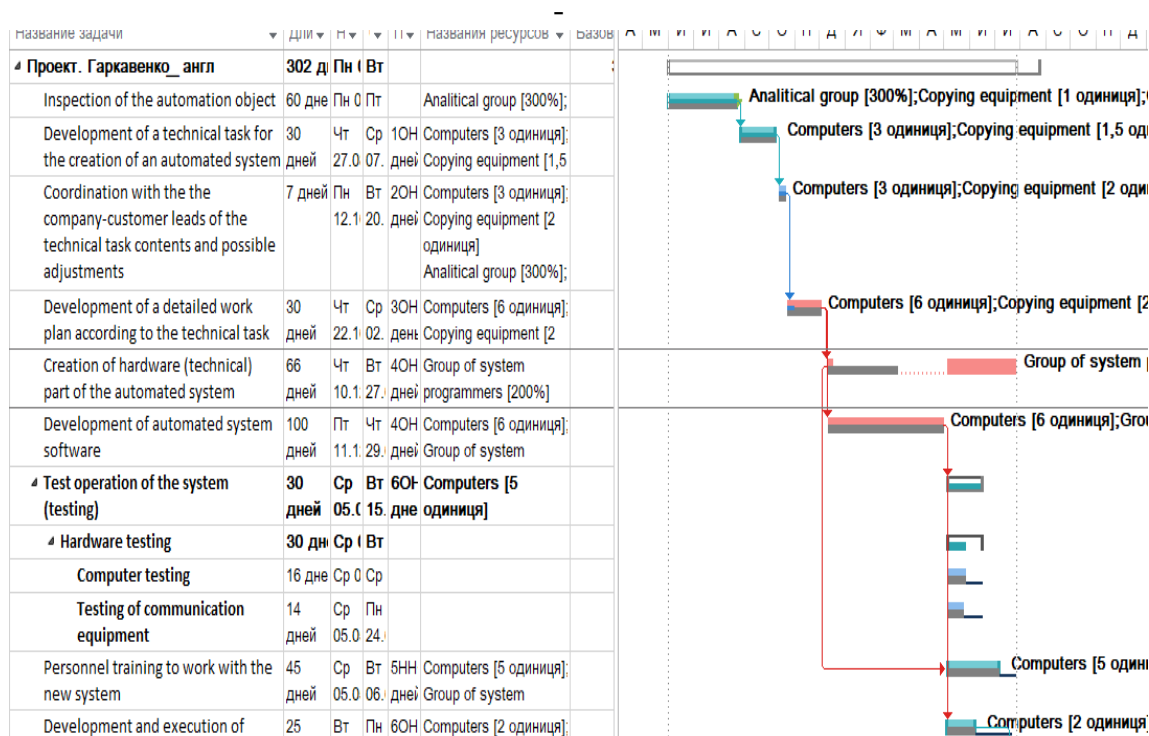 Название задачи Дли Н П Названия ресурсов Базов А М И И А С О Н Д Я Ф М А М И И А С О Н Д
Проект. Гаркавенко_ англ 302 д Пн Вт
Inspection of the automation object 60 дне Пн 0 Пт Analitical group [300%]; Analitical group [300%];Copying equipment [1 одиниця];
Development of a technical task for 30 Чт Ср 1ОН Computers [3 одиниця]; Computers [3 одиниця];Copying equipment [1,5 од
the creation of an automated system дней 27.0 07. дней Copying equipment [1,5
Coordination with the the 7 дней Пн Вт 2ОН Computers [3 одиниця]; Computers [3 одиниця];Copying equipment [2 оди
company-customer leads of the 12.1 20. дней Copying equipment [2
technical task contents and possible одиниця]
adjustments Analitical group [300%];
Development of a detailed work 30 Чт Ср 3ОН Computers [6 одиниця]; Computers [6 одиниця];Copying equipment [2
plan according to the technical task дней 22.1 02. день Copying equipment [2
Creation of hardware (technical) 66 Чт Вт 4ОН Group of system Group of system
part of the automated system дней 10.1 27. дней programmers [200%]
Development of automated system 100 Пт Чт 4ОН Computers [6 одиниця]; Computers [6 одиниця];Gro
software дней 11.1 29. дней Group of system
Test operation of the system 30 Ср Вт 6ОН Computers [5
(testing) дней 05.0 15. дне одиниця]
Hardware testing 30 дн Ср Вт
Computer testing 16 дне Ср 0 Ср
Testing of communication 14 Ср Пн
equipment дней 05.0 24.
Personnel training to work with the 45 Ср Вт 5НН Computers [5 одиниця]; Computers [5 один
new system дней 05.0 06. дней Group of system
Development and execution of 25 Вт Пн 6ОН Computers [2 одиниця]; Computers [2 одиниця]